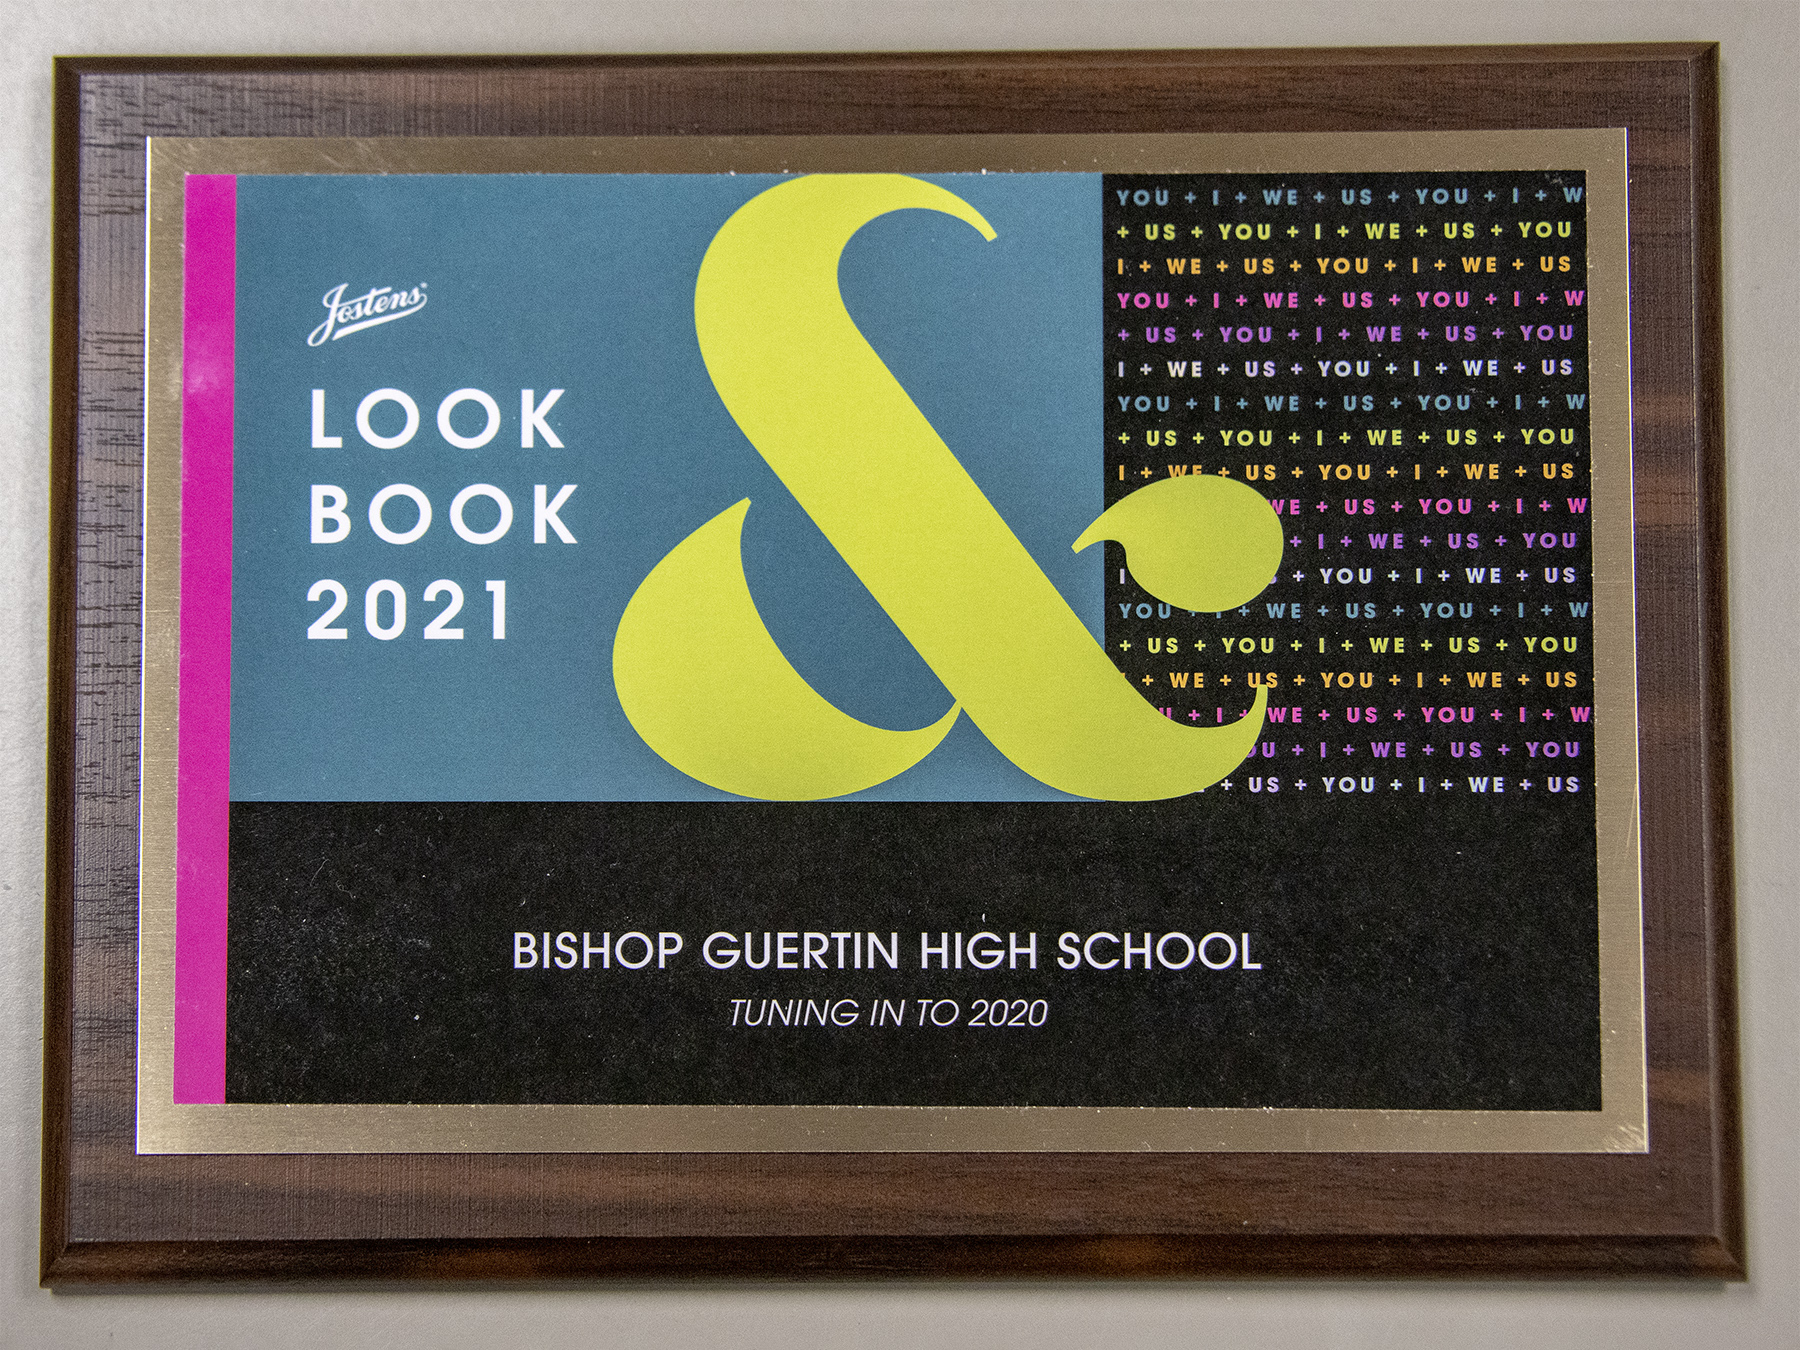 Jostens
LOOK
BOOK
2021
&
YOU + I + WE + US + YOU + I + W
+ US + YOU + I + WE + US + YOU
I + WE + US + YOU + I + WE + US
YOU + I + WE + US + YOU + I + W
+ US + YOU + I + WE + US + YOU
I + WE + US + YOU + I + WE + US
YOU + I + WE + US + YOU + I + W
+ US + YOU + I + WE + US + YOU
I + WE + US + YOU + I + WE + US
WE + US + YOU + I + W
+ I + WE + US + YOU
I S + YOU + I + WE + US
YOU + I + WE + US + YOU + I + W
+ US + YOU + I + WE + US + YOU
+ WE + US + YOU + I + WE + US
U + I + WE + US + YOU + I + W
OU + I + WE + US + YOU
+ US + YOU + I + WE + US
BISHOP GUERTIN HIGH SCHOOL
TUNING IN TO 2020